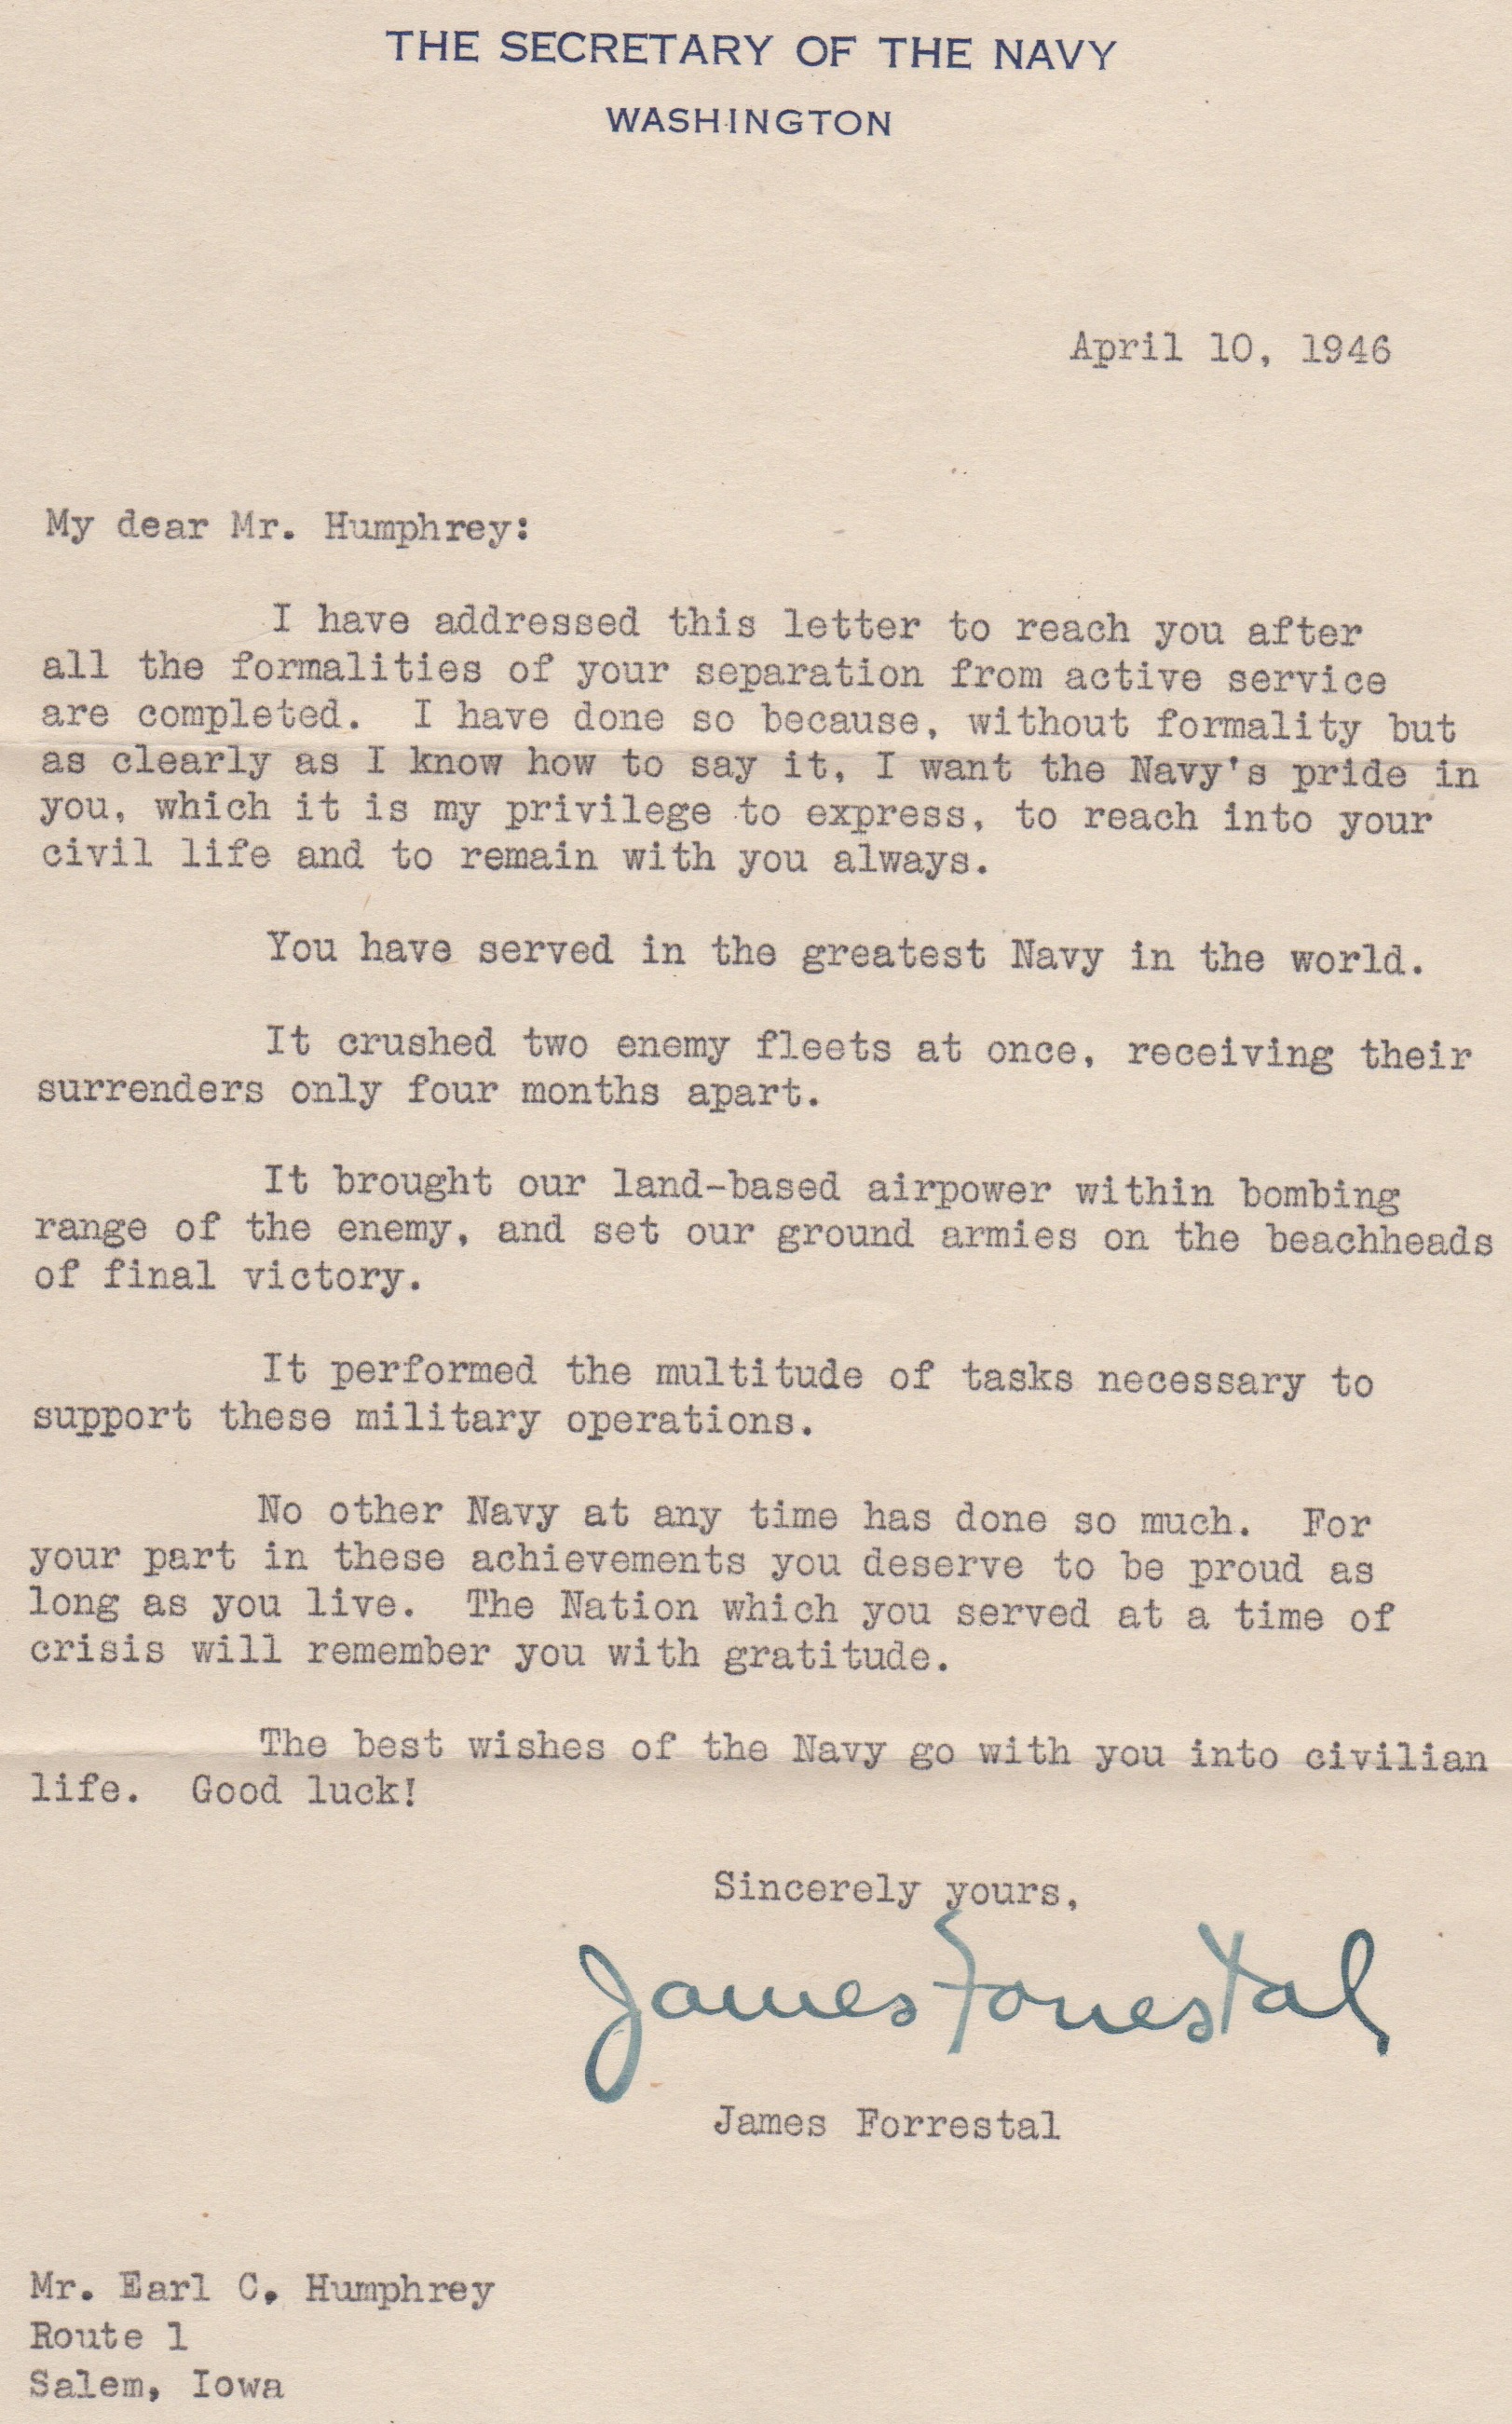 THE SECRETARY OF THE NAVY
WASHINGTON
April 10, 1946
My dear Mr. Humphrey:
I have addressed this letter to reach you after
all the formalities of your separation from active service
are completed. I have done so because, without formality but
as clearly as I know how to say it, I want the Navy's pride in
you, which it is my privilege to express, to reach into your
civil life and to remain with you always.
You have served in the greatest Navy in the world.
It crushed two enemy fleets at once, receiving their
surrenders only four months apart.
It brought our land-based airpower within bombing
range of the enemy, and set our ground armies on the beachheads
of final victory.
It performed the multitude of tasks necessary to
support these military operations.
No other Navy at any time has done so much. For
your part in these achievements you deserve to be proud as
long as you live. The Nation which you served at a time of
crisis will remember you with gratitude.
The best wishes of the Navy go with you into civilian
life. Good luck!
Sincerely yours,
James Forrestal
James Forrestal
Mr. Earl C. Humphrey
Route 1
Salem, Iowa